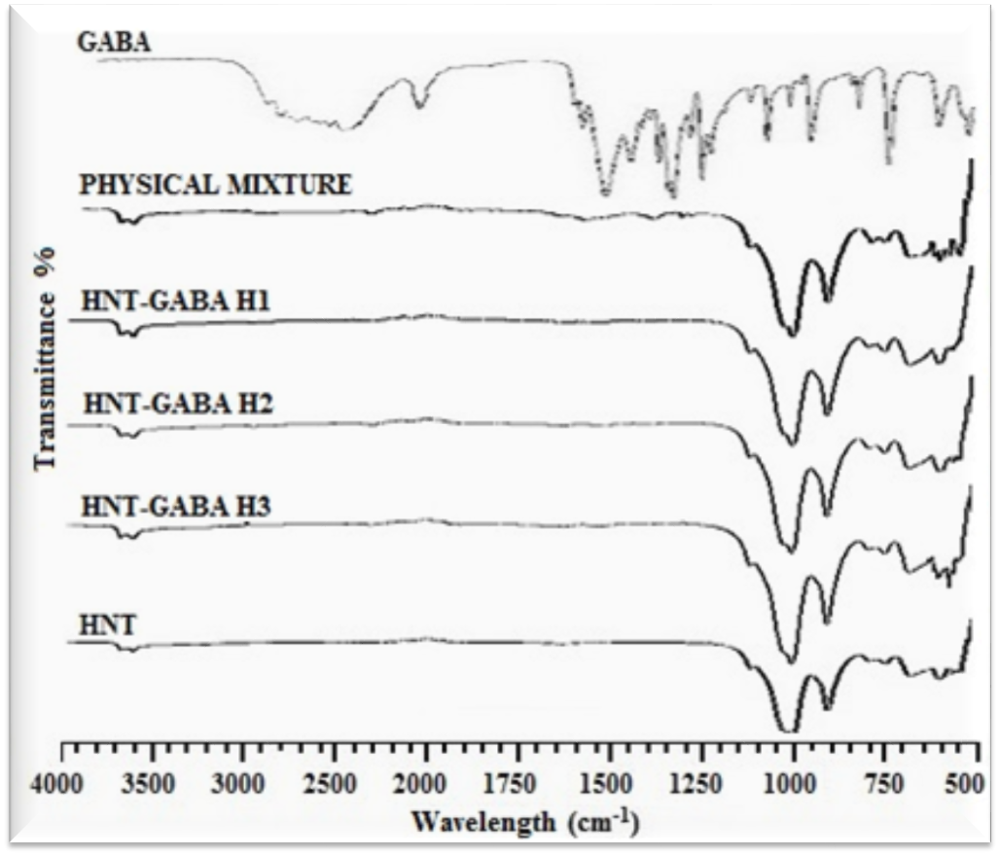 GABA
PHYSICAL MIXTURE
HNT-GABA H1
HNT-GABA H2
HNT-GABA H3
HNT
Transmittance %
4000 3500 3000 2500 2000 1750 1500 1250 1000 750 500
Wavelength (cm-1)